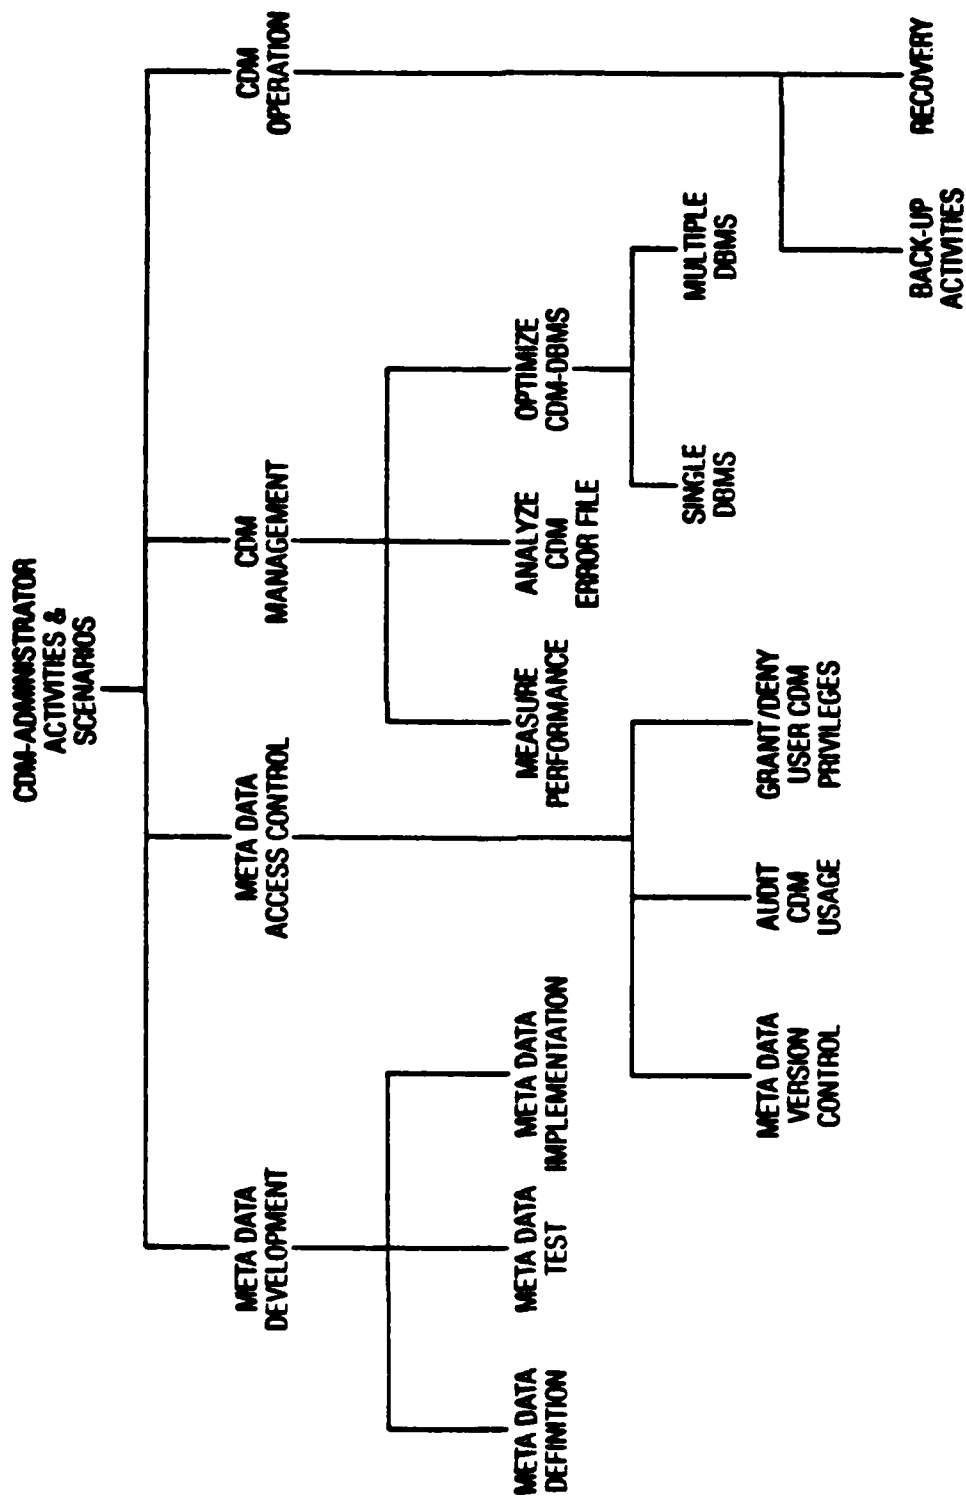 CDM-ADMINISTRATOR
ACTIVITIES &
SCENARIOS
META DATA
DEVELOPMENT
META DATA
ACCESS CONTROL
CDM
MANAGEMENT
CDM
OPERATION
META DATA
DEFINITION
META DATA
TEST
META DATA
IMPLEMENTATION
MEASURE
PERFORMANCE
ANALYZE
CDM
ERROR FILE
OPTIMIZE
CDM-DBMS
SINGLE
DBMS
MULTIPLE
DBMS
META DATA
VERSION
CONTROL
AUDIT
CDM
USAGE
GRANT/DENY
USER CDM
PRIVILEGES
BACK-UP
ACTIVITIES
RECOVERY